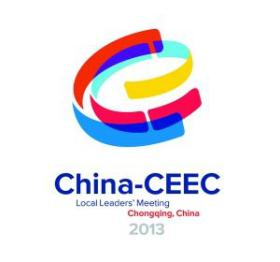 China-CEEC
Local Leaders' Meeting
Chongqing, China
2013